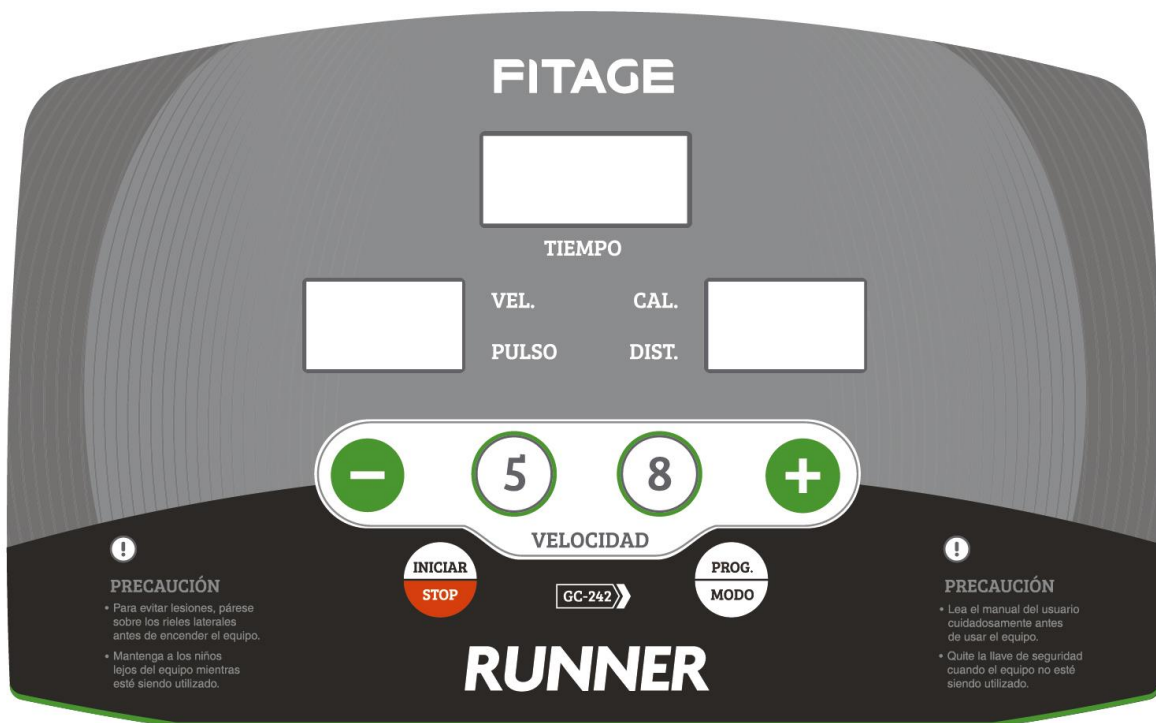 FITAGE
TIEMPO
VEL.
CAL.
PULSO
DIST.
5
8
VELOCIDAD
INICIAR
STOP
GC-242
PROG.
MODO
RUNNER
PRECAUCIÓN
• Para evitar lesiones, párese
sobre los rieles laterales
antes de encender el equipo.
• Mantenga a los niños
lejos del equipo mientras
esté siendo utilizado.
PRECAUCIÓN
• Lea el manual del usuario
cuidadosamente antes
de usar el equipo.
• Quite la llave de seguridad
cuando el equipo no esté
siendo utilizado.